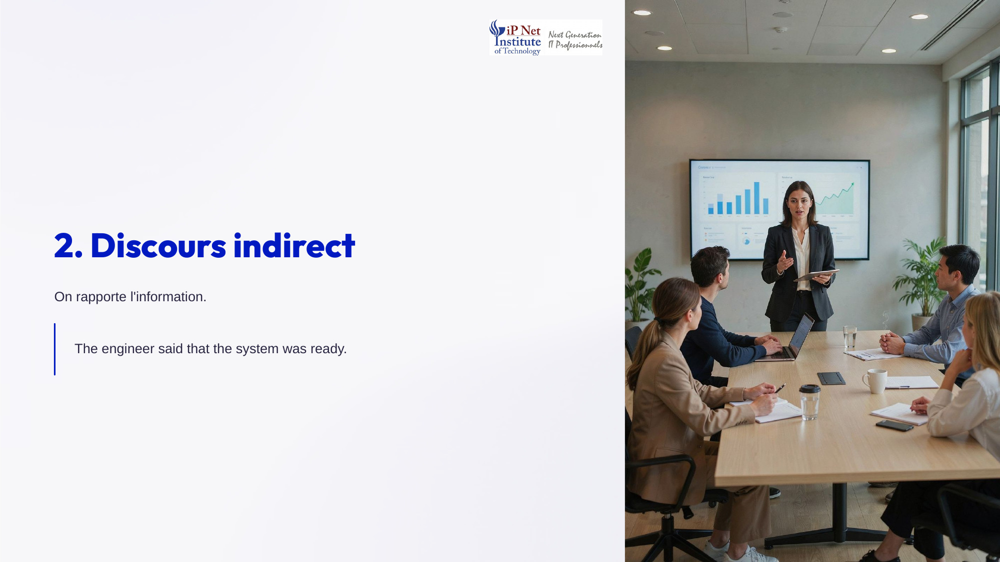 iP Net
Institute
of Technology
Next Generation
IT Professionnels
2. Discours indirect
On rapporte l'information.
The engineer said that the system was ready.